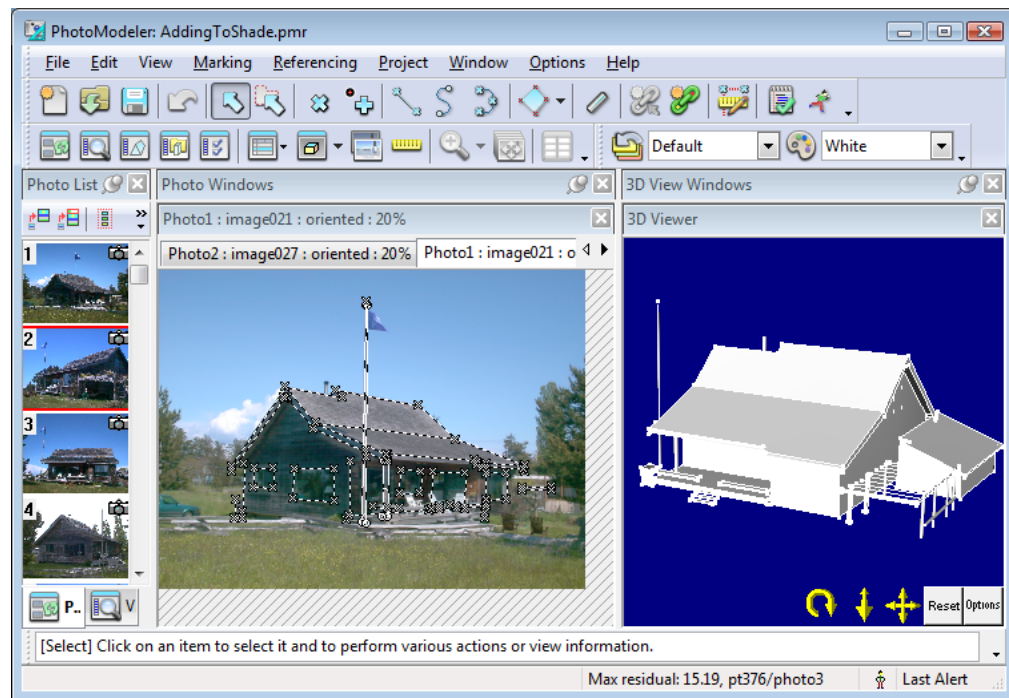 PhotoModeler: AddingToShade.pmr
File Edit View Marking Referencing Project Window Options Help
Default White
Photo List Photo Windows 3D View Windows
Photo1 : image021 : oriented : 20% 3D Viewer
Photo2 : image027 : oriented : 20% Photo1 : image021 : o
1
2
3
4
P.. V
Reset Options
[Select] Click on an item to select it and to perform various actions or view information.
Max residual: 15.19, pt376/photo3 Last Alert